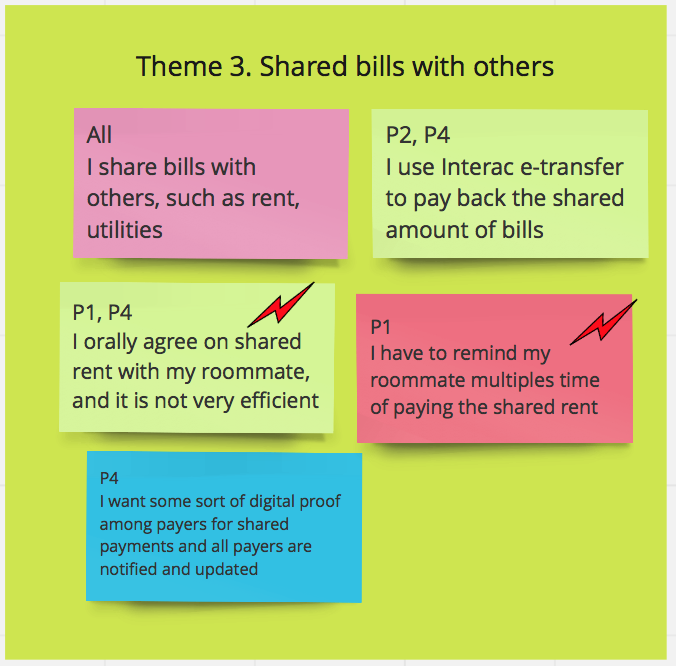 Theme 3. Shared bills with others
All
I share bills with
others, such as rent,
utilities
P2, P4
I use Interac e-transfer
to pay back the shared
amount of bills
P1, P4
I orally agree on shared
rent with my roommate,
and it is not very efficient
P1
I have to remind my
roommate multiples time
of paying the shared rent
P4
I want some sort of digital proof
among payers for shared
payments and all payers are
notified and updated